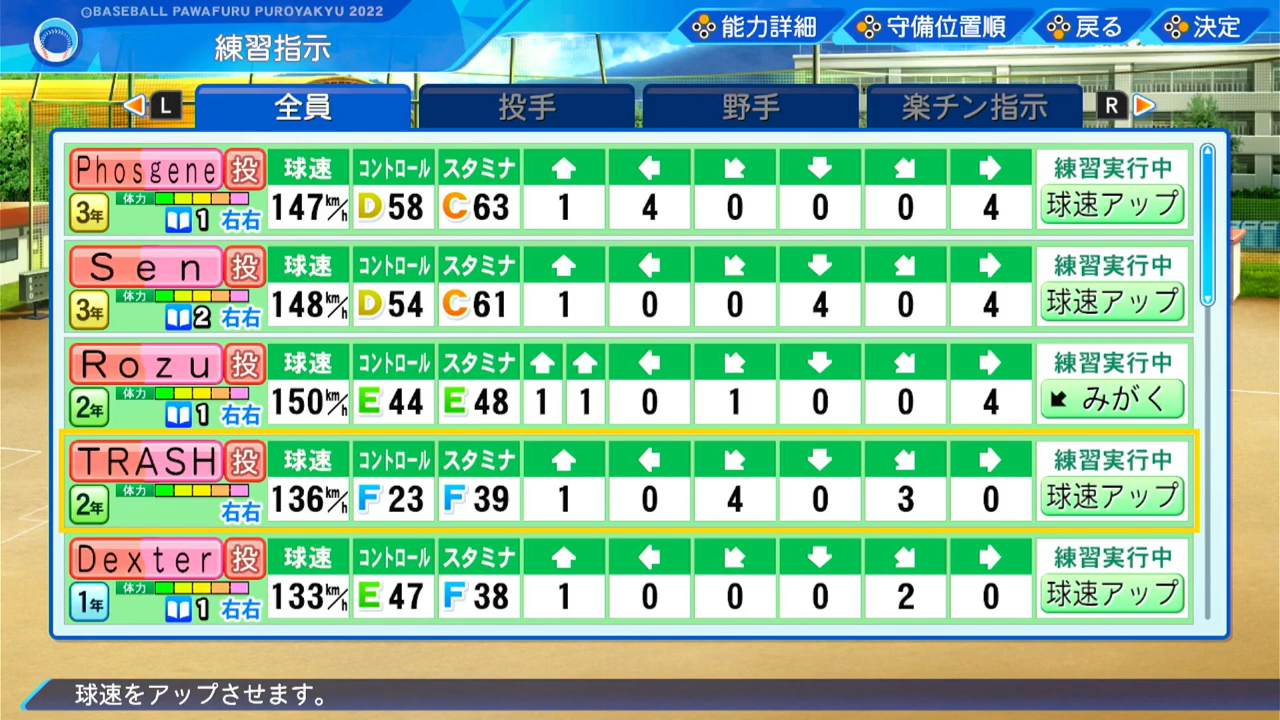 ©BASEBALL PAWAFURU PUROYAKYU 2022
練習指示
能力詳細 守備位置順 戻る 決定
L 全員 投手 野手 楽チン指示 R
Phosgene 投 球速 コントロール スタミナ ↑ ← ↙ ↓ ↘ → 練習実行中
3年 体力 1 右右 147km/h D 58 C 63 1 4 0 0 0 4 球速アップ
Sen 投 球速 コントロール スタミナ ↑ ← ↙ ↓ ↘ → 練習実行中
3年 体力 2 右右 148km/h D 54 C 61 1 0 0 4 0 4 球速アップ
Rozu 投 球速 コントロール スタミナ ↑ ↑ ← ↙ ↓ ↘ → 練習実行中
2年 体力 1 右右 150km/h E 44 E 48 1 1 0 1 0 0 4 ↙ みがく
TRASH 投 球速 コントロール スタミナ ↑ ← ↙ ↓ ↘ → 練習実行中
2年 体力 右右 136km/h F 23 F 39 1 0 4 0 3 0 球速アップ
Dexter 投 球速 コントロール スタミナ ↑ ← ↙ ↓ ↘ → 練習実行中
1年 体力 1 右右 133km/h E 47 F 38 1 0 0 0 2 0 球速アップ
球速をアップさせます。